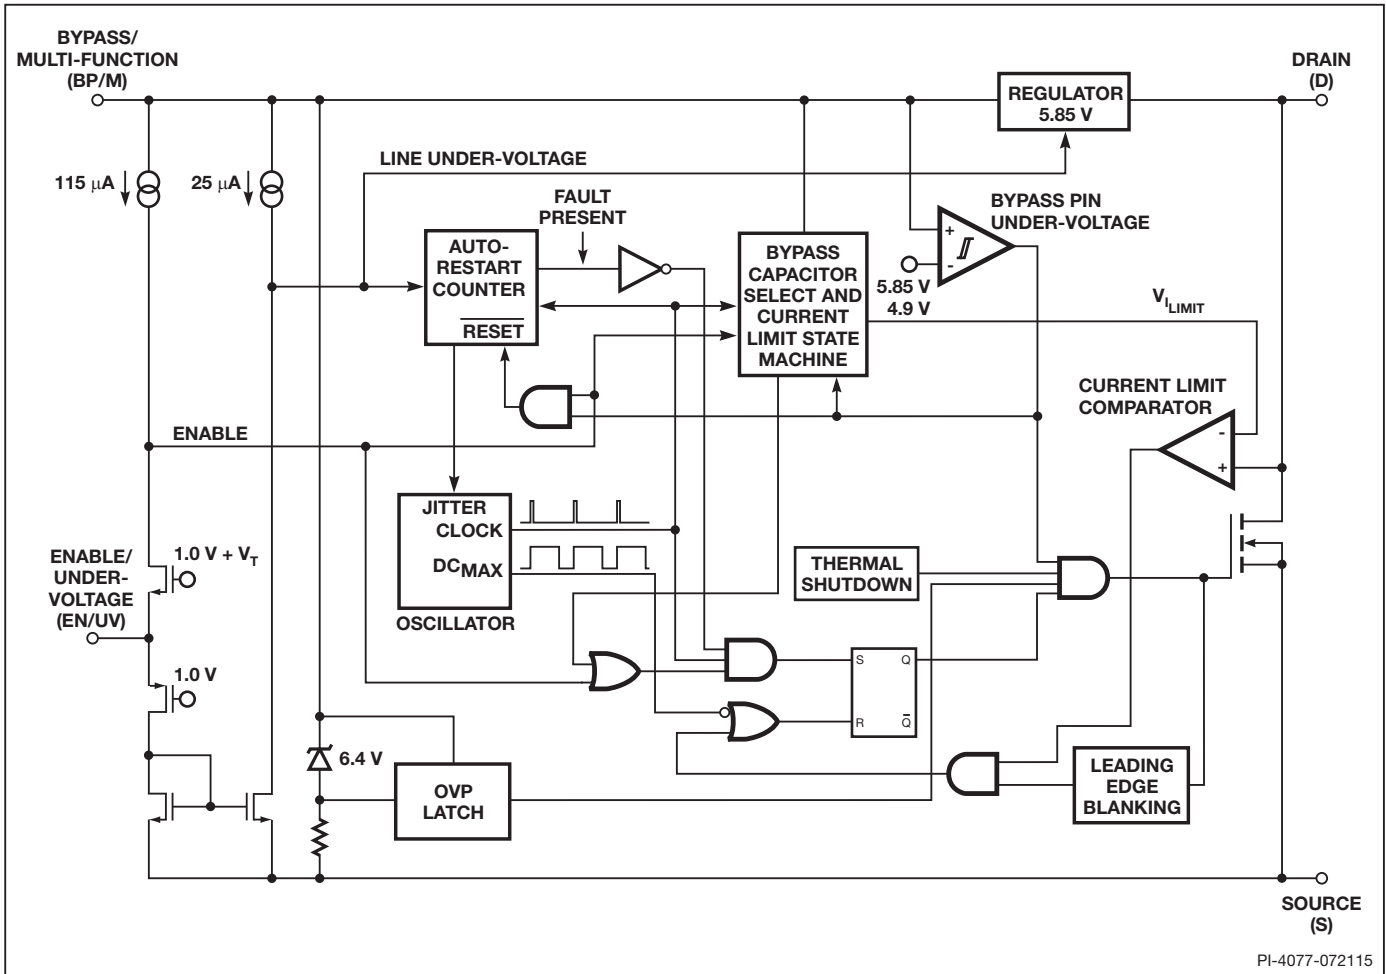 BYPASS/
MULTI-FUNCTION
(BP/M)
DRAIN
(D)
REGULATOR
5.85 V
LINE UNDER-VOLTAGE
115 μA
25 μA
FAULT
PRESENT
BYPASS PIN
UNDER-VOLTAGE
+
-
5.85 V
4.9 V
AUTO-
RESTART
COUNTER
RESET
BYPASS
CAPACITOR
SELECT AND
CURRENT
LIMIT STATE
MACHINE
VILIMIT
CURRENT LIMIT
COMPARATOR
-
+
ENABLE
JITTER
CLOCK
DCMAX
OSCILLATOR
1.0 V + VT
ENABLE/
UNDER-
VOLTAGE
(EN/UV)
1.0 V
THERMAL
SHUTDOWN
S Q
R Q̅
6.4 V
OVP
LATCH
LEADING
EDGE
BLANKING
SOURCE
(S)
PI-4077-072115